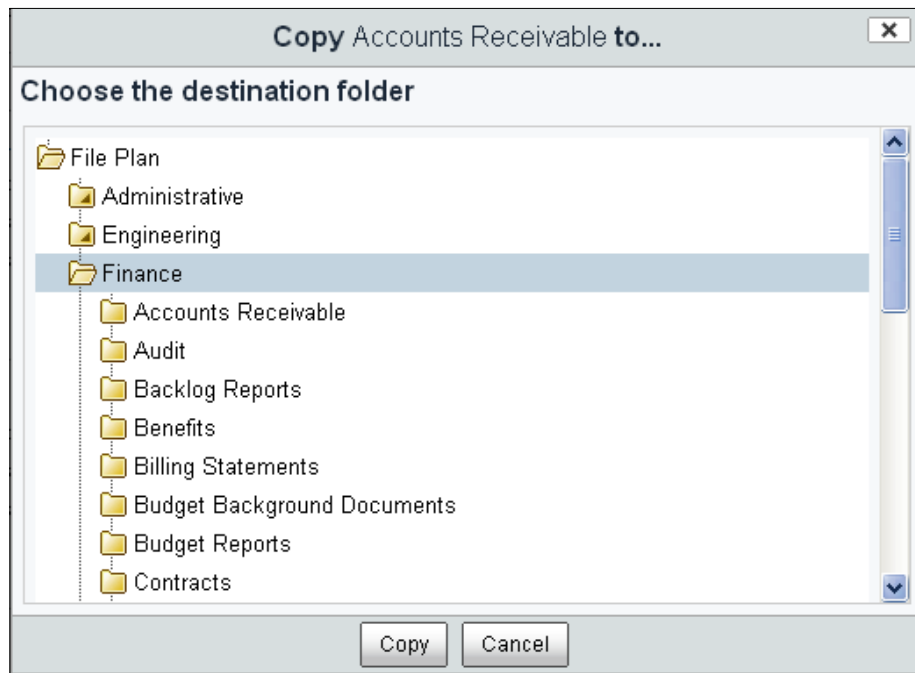 Copy Accounts Receivable to...
Choose the destination folder
File Plan
Administrative
Engineering
Finance
Accounts Receivable
Audit
Backlog Reports
Benefits
Billing Statements
Budget Background Documents
Budget Reports
Contracts
Copy Cancel